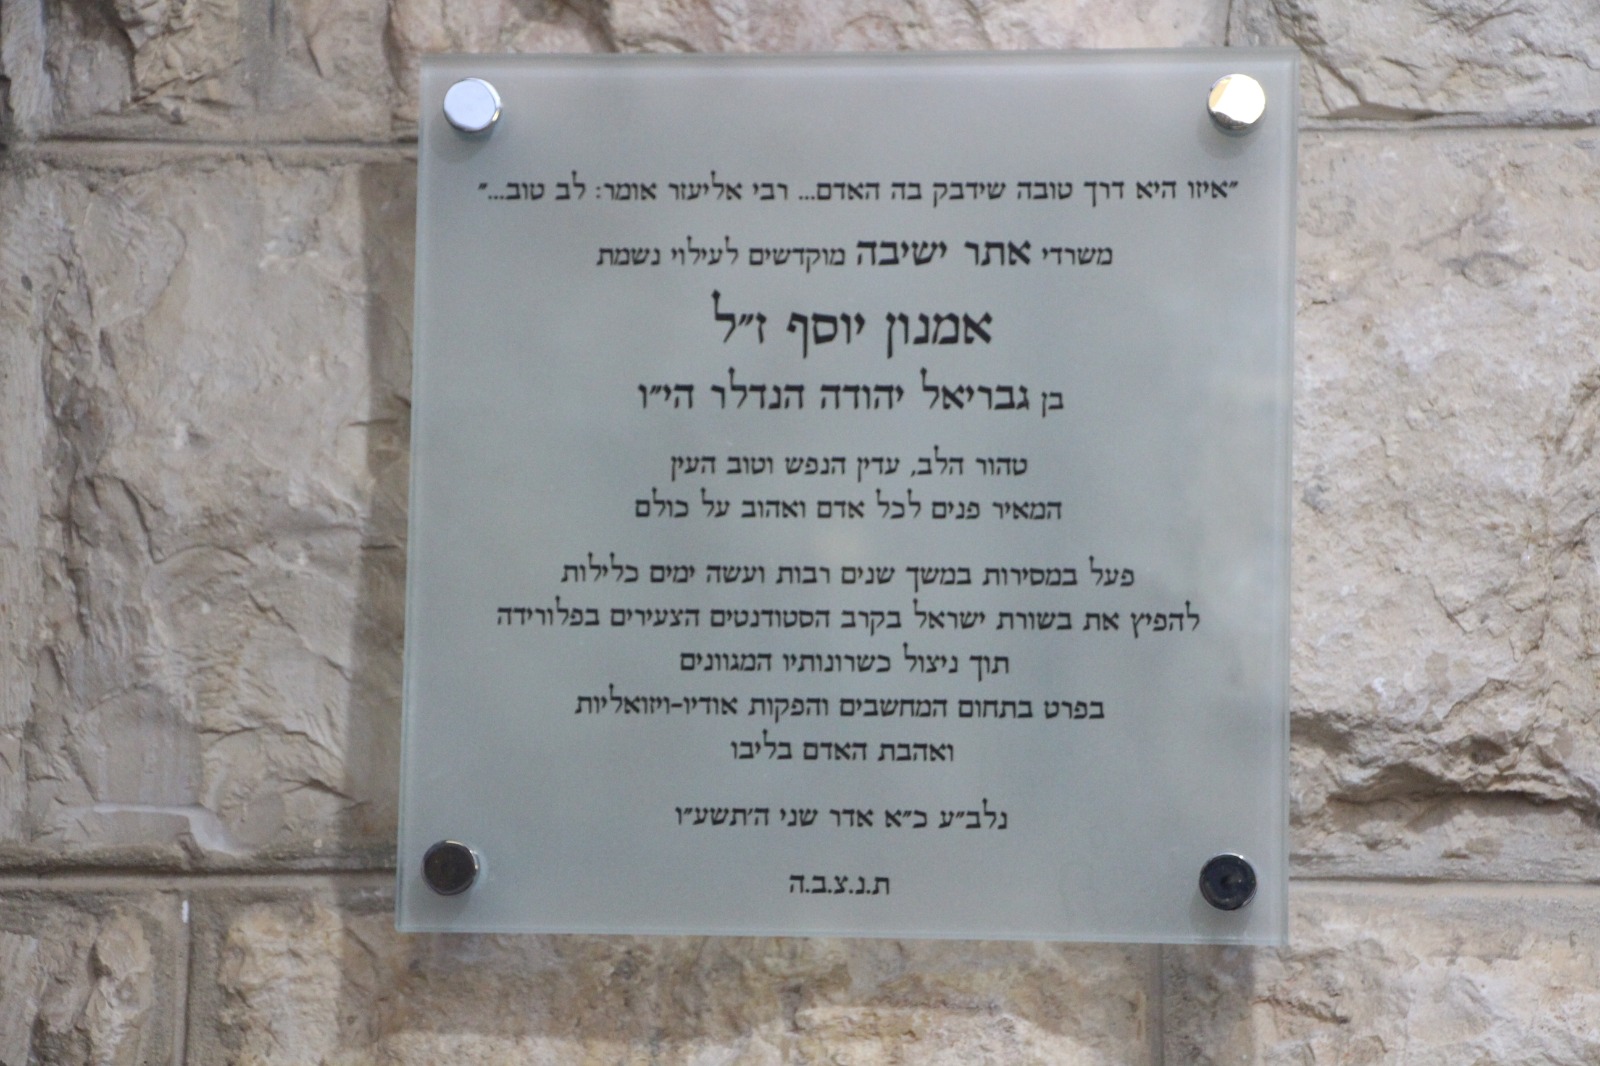 "איזו היא דרך טובה שידבק בה האדם... רבי אליעזר אומר: לב טוב..."
משרדי אתר ישיבה מוקדשים לעילוי נשמת
אמנון יוסף ז"ל
בן גבריאל יהודה הנדלר הי"ו
טהור הלב, עדין הנפש וטוב העין
המאיר פנים לכל אדם ואהוב על כולם
פעל במסירות במשך שנים רבות ועשה ימים כלילות
להפיץ את בשורת ישראל בקרב הסטודנטים הצעירים בפלורידה
תוך ניצול כשרונותיו המגוונים
בפרט בתחום המחשבים והפקות אודיו-ויזואליות
ואהבת האדם בליבו
נלב"ע כ"א אדר שני ה'תשע"ו
ת.נ.צ.ב.ה